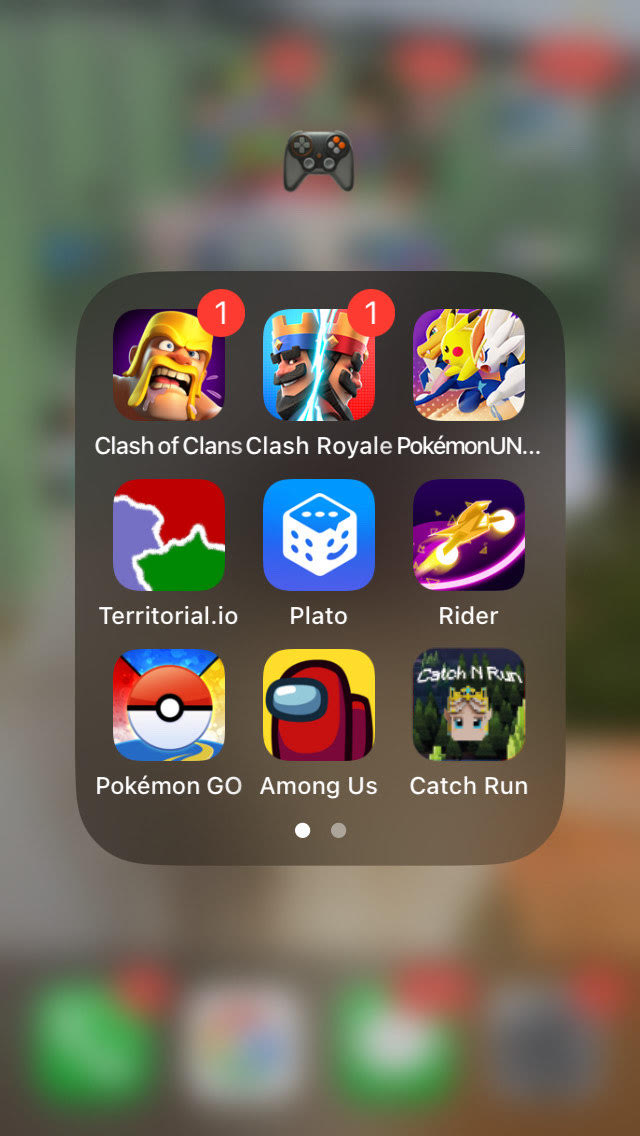 1
1
Clash of Clans
Clash Royale
PokémonUN...
Territorial.io
Plato
Rider
Catch N Run
Pokémon GO
Among Us
Catch Run